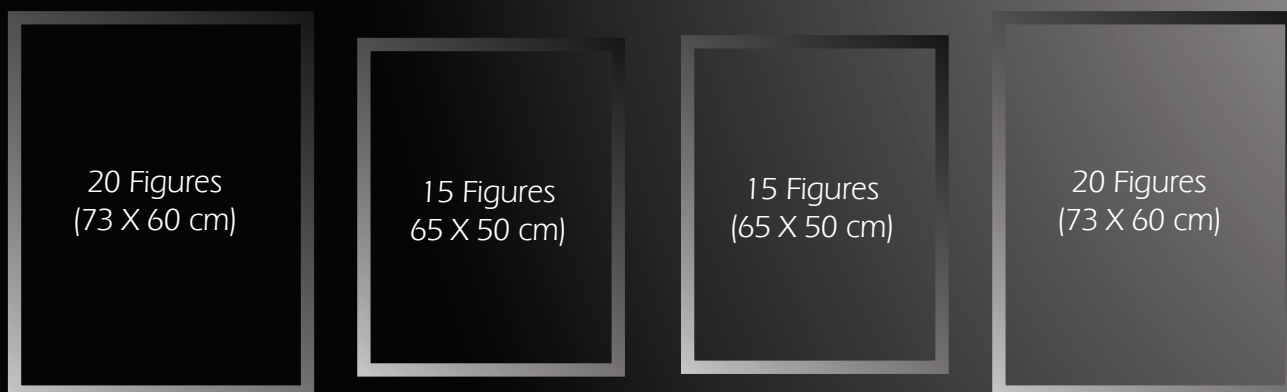 20 Figures
(73 X 60 cm)
15 Figures
65 X 50 cm)
15 Figures
(65 X 50 cm)
20 Figures
(73 X 60 cm)